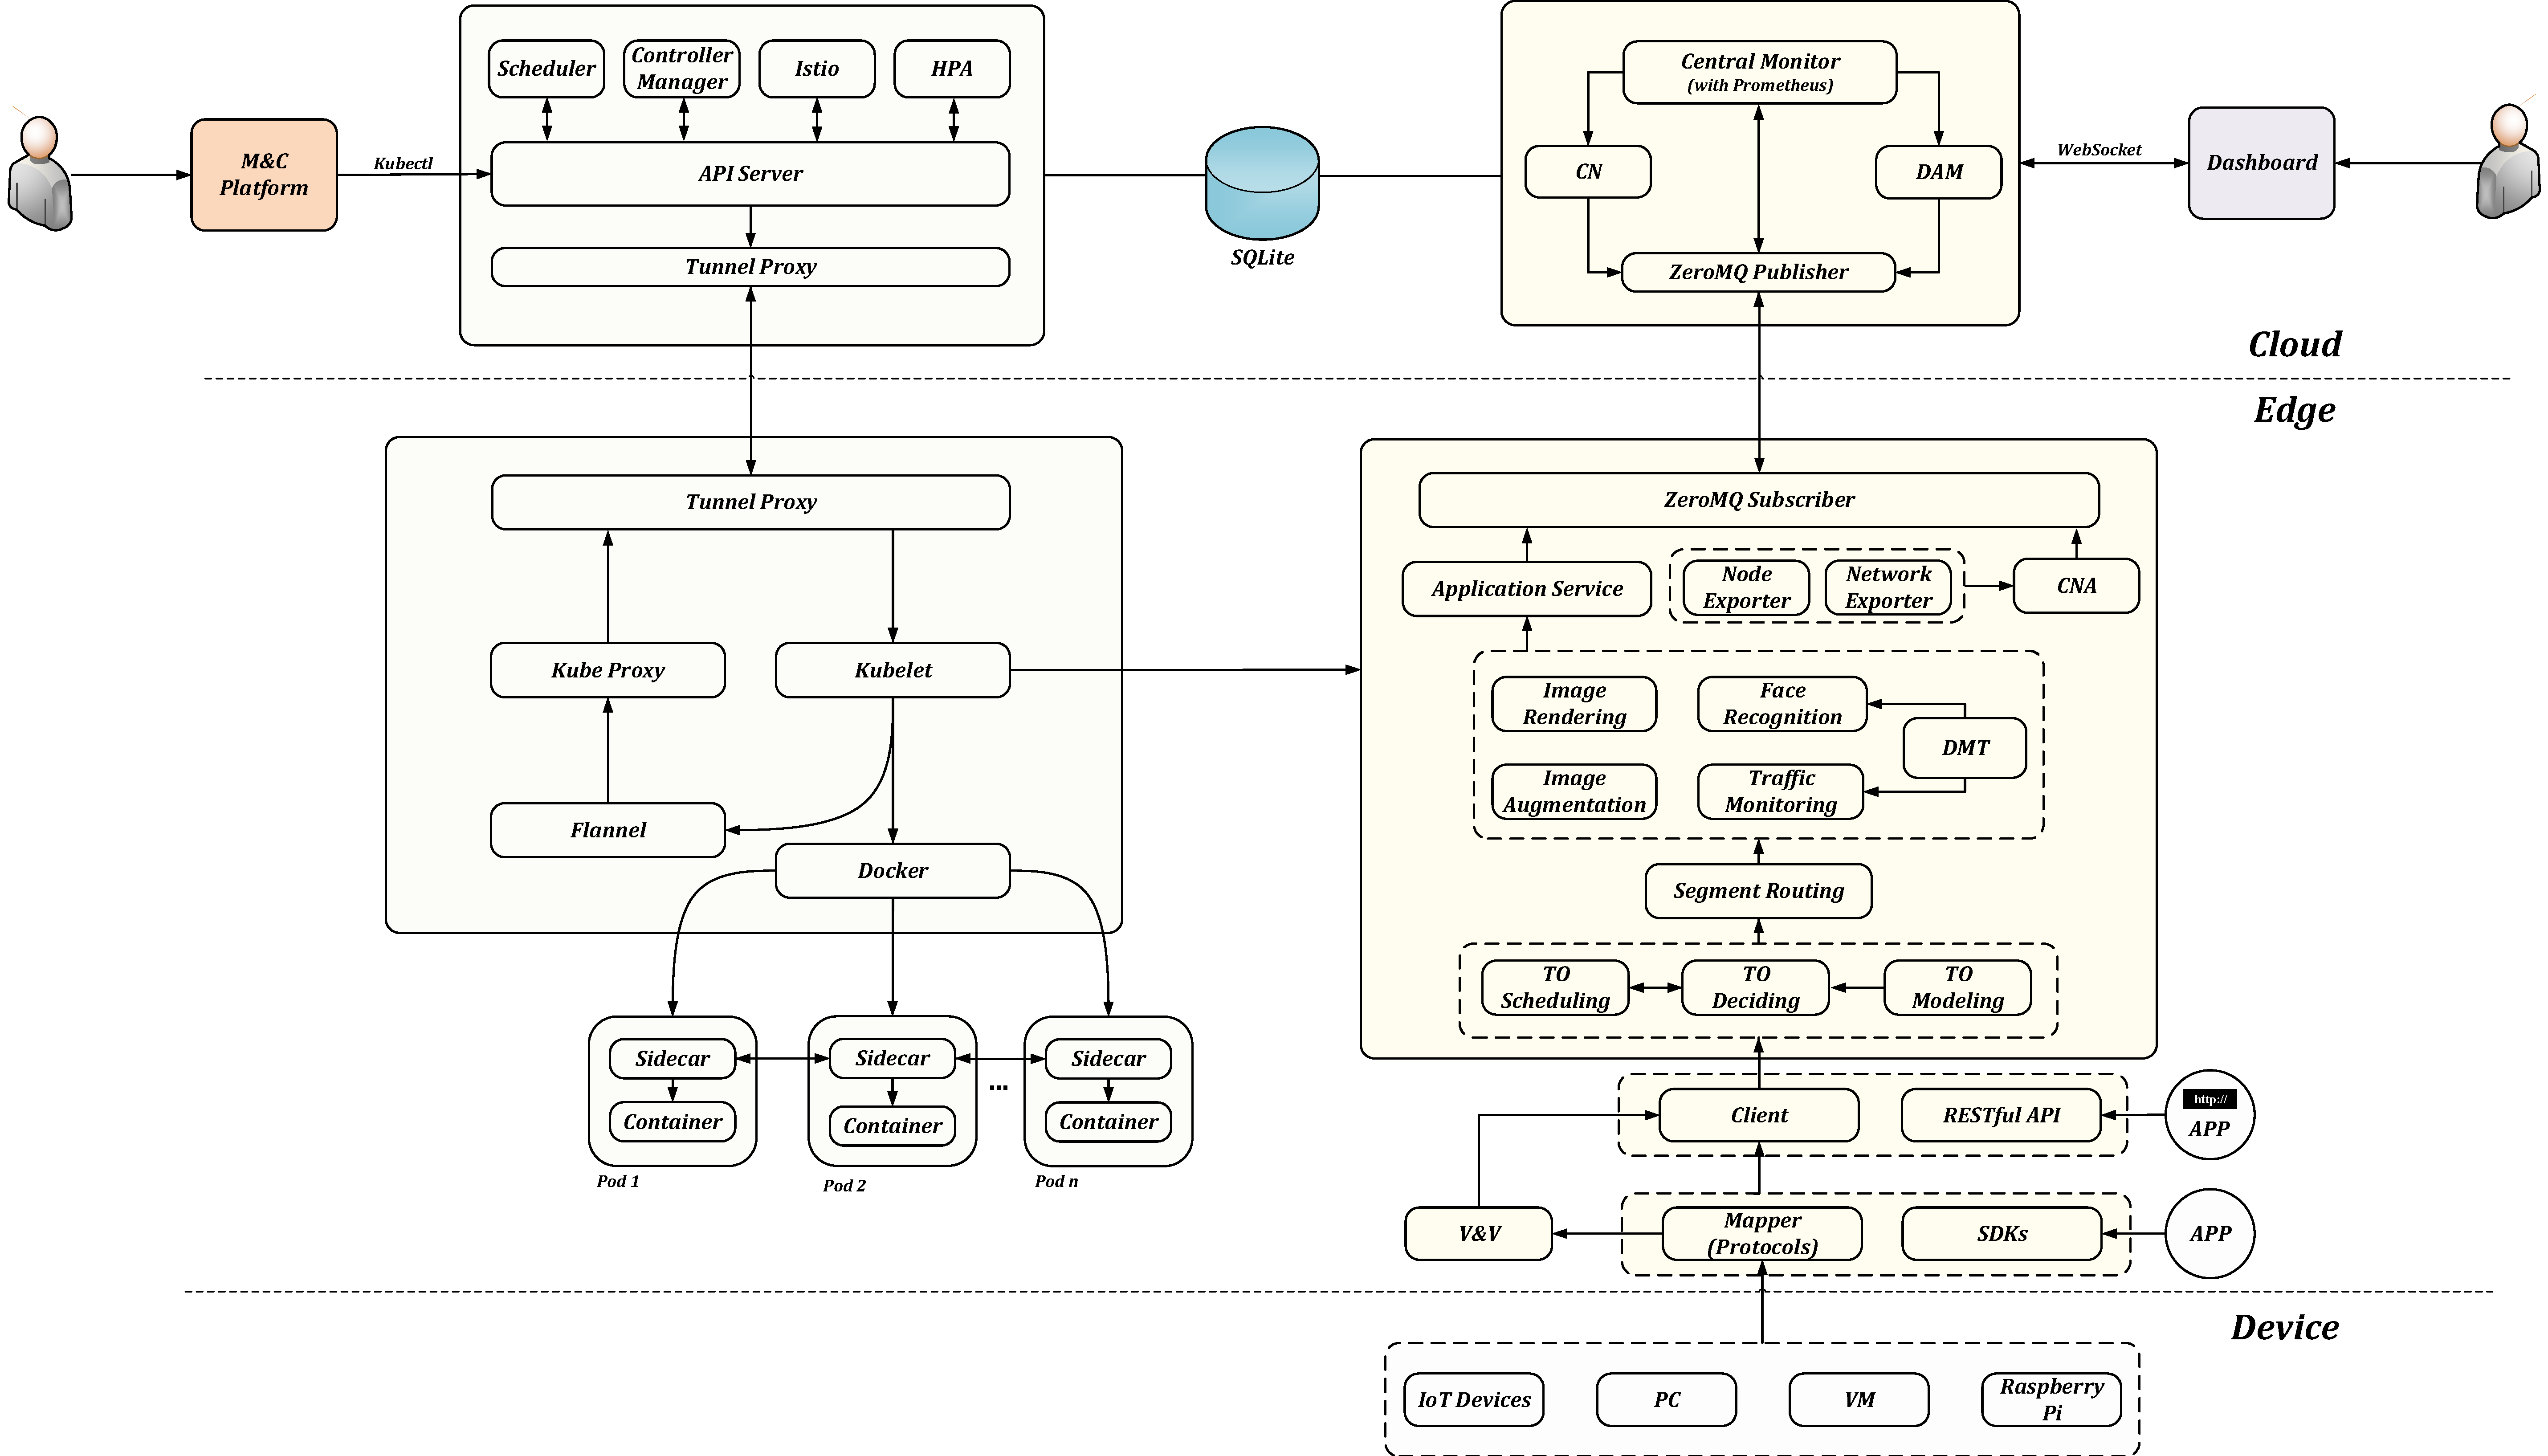 Scheduler
Controller
Manager
Istio
HPA
M&C
Platform
Kubectl
API Server
Tunnel Proxy
SQLite
Central Monitor
(with Prometheus)
CN
DAM
ZeroMQ Publisher
WebSocket
Dashboard
Cloud
Edge
Tunnel Proxy
Kube Proxy
Kubelet
Flannel
Docker
Sidecar
Container
Pod 1
Sidecar
Container
Pod 2
...
Sidecar
Container
Pod n
ZeroMQ Subscriber
Application Service
Node
Exporter
Network
Exporter
CNA
Image
Rendering
Face
Recognition
DMT
Image
Augmentation
Traffic
Monitoring
Segment Routing
TO
Scheduling
TO
Deciding
TO
Modeling
Client
RESTful API
http://
APP
V&V
Mapper
(Protocols)
SDKs
APP
Device
IoT Devices
PC
VM
Raspberry
Pi